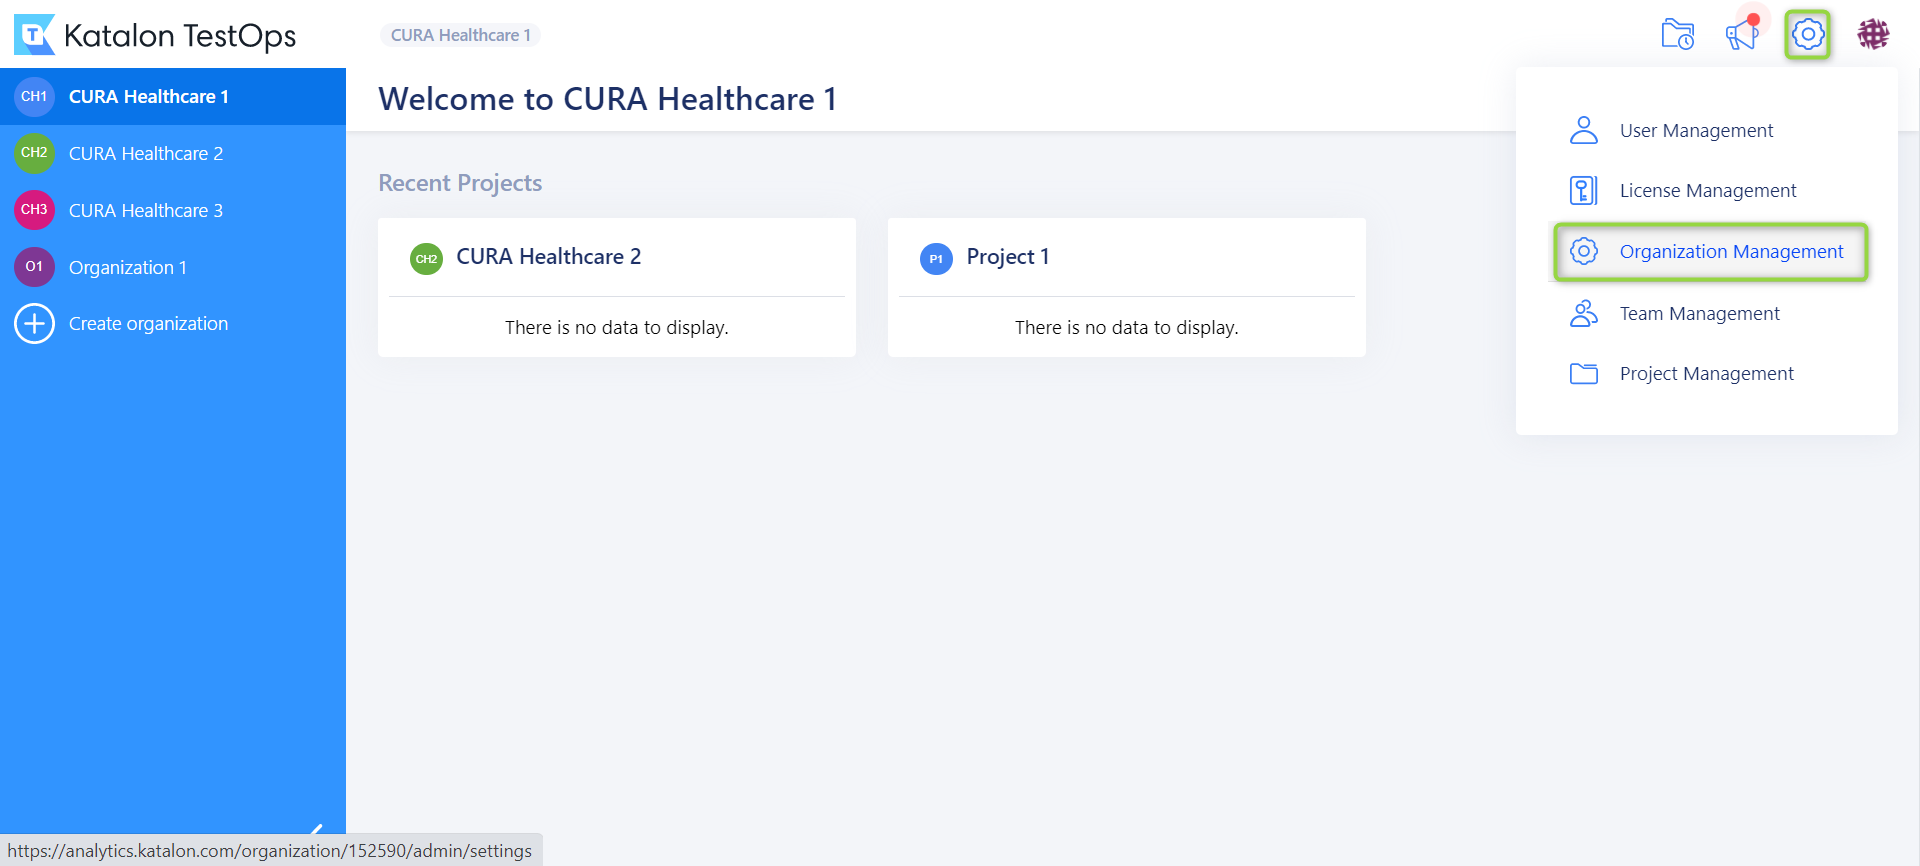 Katalon TestOps
CURA Healthcare 1
CH1 CURA Healthcare 1
CH2 CURA Healthcare 2
CH3 CURA Healthcare 3
O1 Organization 1
Create organization
Welcome to CURA Healthcare 1
Recent Projects
CH2 CURA Healthcare 2
There is no data to display.
P1 Project 1
There is no data to display.
User Management
License Management
Organization Management
Team Management
Project Management
https://analytics.katalon.com/organization/152590/admin/settings